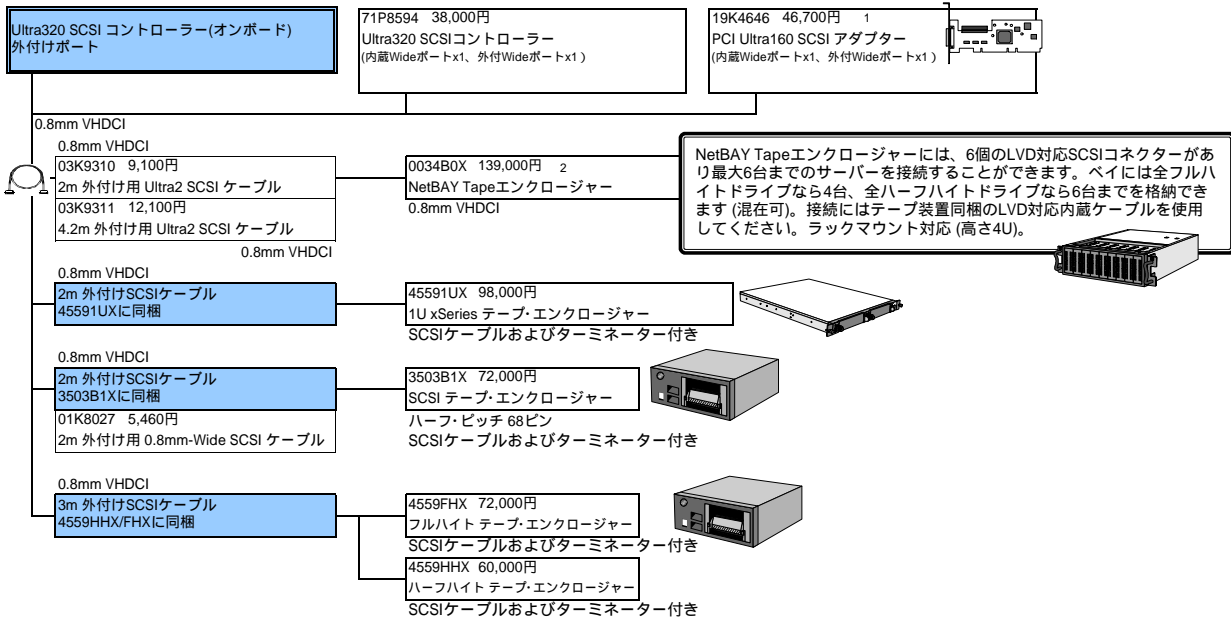 Ultra320 SCSI コントローラー(オンボード)
外付けポート
71P8594 38,000円
Ultra320 SCSIコントローラー
(内蔵Wideポートx1、外付Wideポートx1 )
19K4646 46,700円 1
PCI Ultra160 SCSI アダプター
(内蔵Wideポートx1、外付Wideポートx1 )
0.8mm VHDCI
0.8mm VHDCI
03K9310 9,100円
2m 外付け用 Ultra2 SCSI ケーブル
03K9311 12,100円
4.2m 外付け用 Ultra2 SCSI ケーブル
0.8mm VHDCI
0034B0X 139,000円 2
NetBAY Tapeエンクロージャー
0.8mm VHDCI
NetBAY Tapeエンクロージャーには、6個のLVD対応SCSIコネクターがあ
り最大6台までのサーバーを接続することができます。ベイには全フルハ
イトドライブなら4台、全ハーフハイトドライブなら6台までを格納でき
ます (混在可)。接続にはテープ装置同梱のLVD対応内蔵ケーブルを使用
してください。ラックマウント対応 (高さ4U)。
0.8mm VHDCI
2m 外付けSCSIケーブル
45591UXに同梱
45591UX 98,000円
1U xSeries テープ・エンクロージャー
SCSIケーブルおよびターミネーター付き
0.8mm VHDCI
2m 外付けSCSIケーブル
3503B1Xに同梱
01K8027 5,460円
2m 外付け用 0.8mm-Wide SCSI ケーブル
3503B1X 72,000円
SCSI テープ・エンクロージャー
ハーフ・ピッチ 68ピン
SCSIケーブルおよびターミネーター付き
0.8mm VHDCI
3m 外付けSCSIケーブル
4559HHX/FHXに同梱
4559FHX 72,000円
フルハイト テープ・エンクロージャー
SCSIケーブルおよびターミネーター付き
4559HHX 60,000円
ハーフハイト テープ・エンクロージャー
SCSIケーブルおよびターミネーター付き